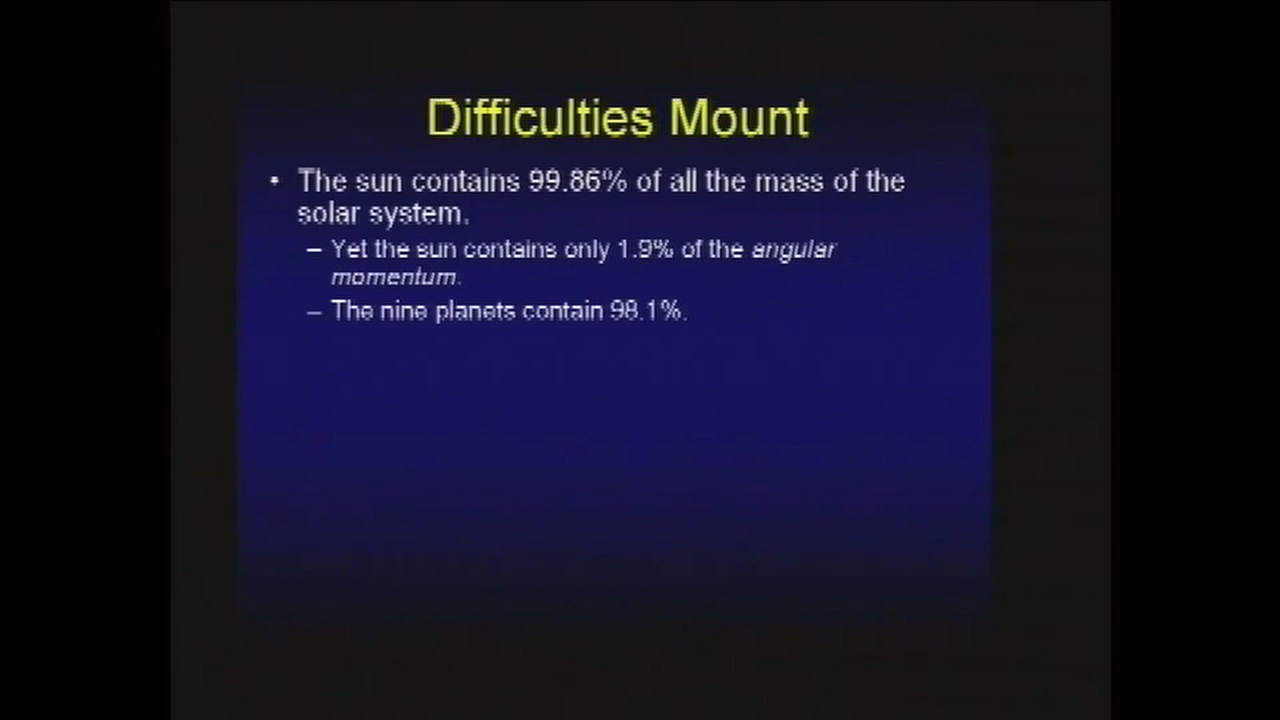 Difficulties Mount
• The sun contains 99.86% of all the mass of the
solar system.
– Yet the sun contains only 1.9% of the angular
momentum.
– The nine planets contain 98.1%.